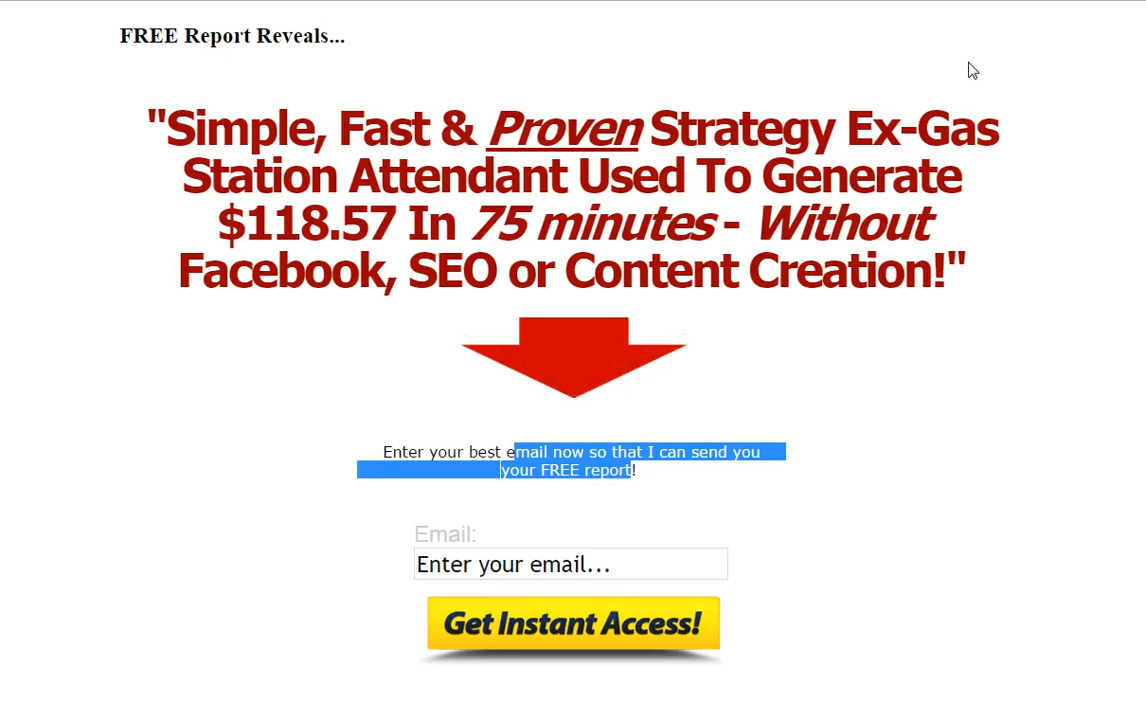 FREE Report Reveals...
"Simple, Fast & Proven Strategy Ex-Gas
Station Attendant Used To Generate
$118.57 In 75 minutes - Without
Facebook, SEO or Content Creation!"
Enter your best email now so that I can send you
your FREE report!
Email:
Enter your email...
Get Instant Access!